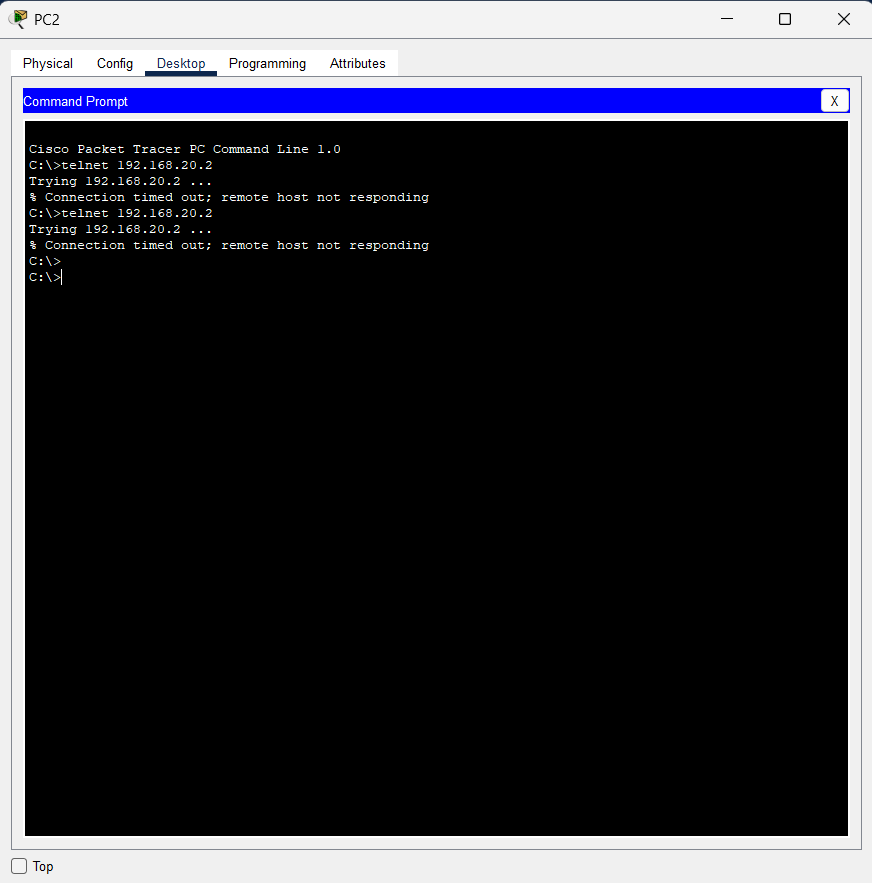 PC2
Physical Config Desktop Programming Attributes
Command Prompt X
Cisco Packet Tracer PC Command Line 1.0
C:\>telnet 192.168.20.2
Trying 192.168.20.2 ...
% Connection timed out; remote host not responding
C:\>telnet 192.168.20.2
Trying 192.168.20.2 ...
% Connection timed out; remote host not responding
C:\>
C:\>
Top